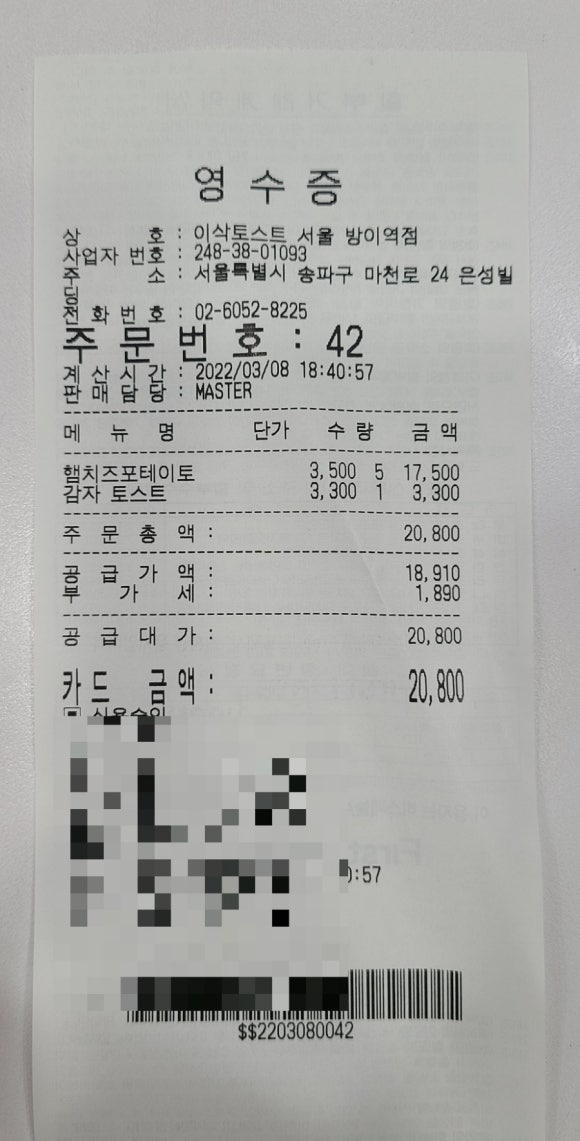 영 수 증
상 호 : 이삭토스트 서울 방이역점
사업자 번호 : 248-38-01093
주 소 : 서울특별시 송파구 마천로 24 은성빌
딩
전 화 번 호 : 02-6052-8225
주 문 번 호 : 42
계 산 시 간 : 2022/03/08 18:40:57
판 매 담 당 : MASTER
메 뉴 명 단가 수 량 금 액
햄치즈포테이토 3,500 5 17,500
감자 토스트 3,300 1 3,300
주 문 총 액 : 20,800
공 급 가 액 : 18,910
부 가 세 : 1,890
공 급 대 가 : 20,800
카 드 금 액 : 20,800
:57
$$2203080042